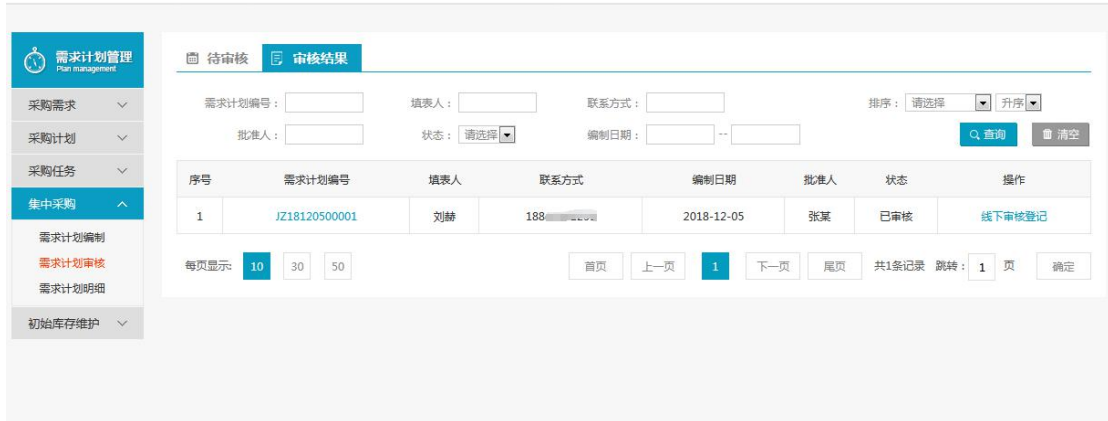 需求计划管理
Plan management
采购需求
采购计划
采购任务
集中采购
需求计划编制
需求计划审核
需求计划明细
初始库存维护
待审核 审核结果
需求计划编号： 填表人： 联系方式： 排序： 请选择 升序
批准人： 状态： 请选择 编制日期： -- 查询 清空
序号 需求计划编号 填表人 联系方式 编制日期 批准人 状态 操作
1 JZ18120500001 刘赫 188 2018-12-05 张某 已审核 线下审核登记
每页显示: 10 30 50 首页 上一页 1 下一页 尾页 共1条记录 跳转： 1 页 确定